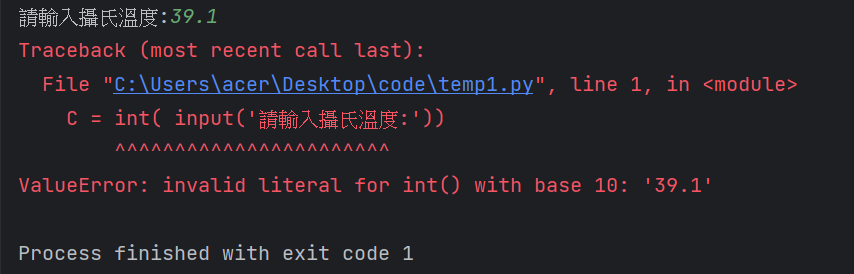 請輸入攝氏溫度:39.1
Traceback (most recent call last):
  File "C:\Users\acer\Desktop\code\temp1.py", line 1, in <module>
    C = int( input('請輸入攝氏溫度:'))
        ^^^^^^^^^^^^^^^^^^^^^^^
ValueError: invalid literal for int() with base 10: '39.1'
Process finished with exit code 1